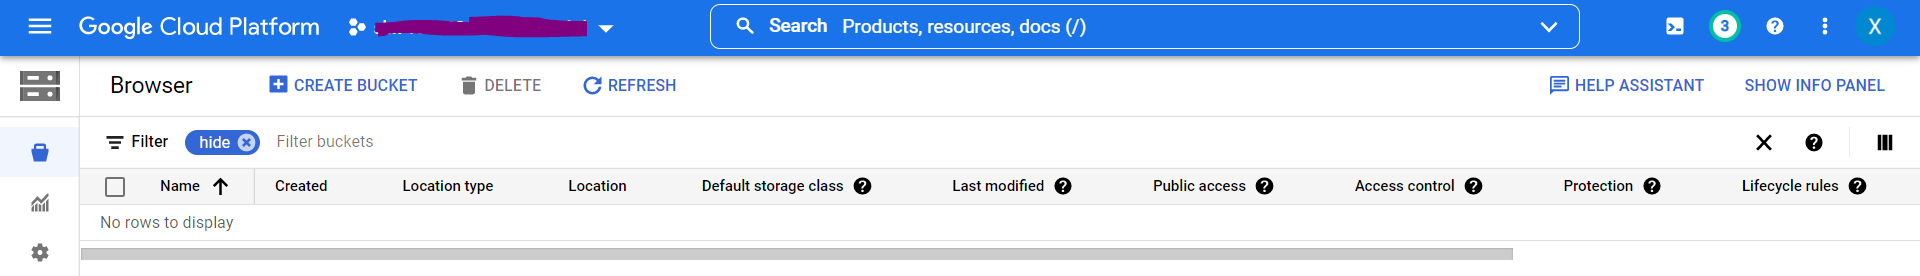 Google Cloud Platform
Search Products, resources, docs (/)
3
X
Browser
CREATE BUCKET
DELETE
REFRESH
HELP ASSISTANT
SHOW INFO PANEL
Filter hide Filter buckets
Name Created Location type Location Default storage class Last modified Public access Access control Protection Lifecycle rules
No rows to display